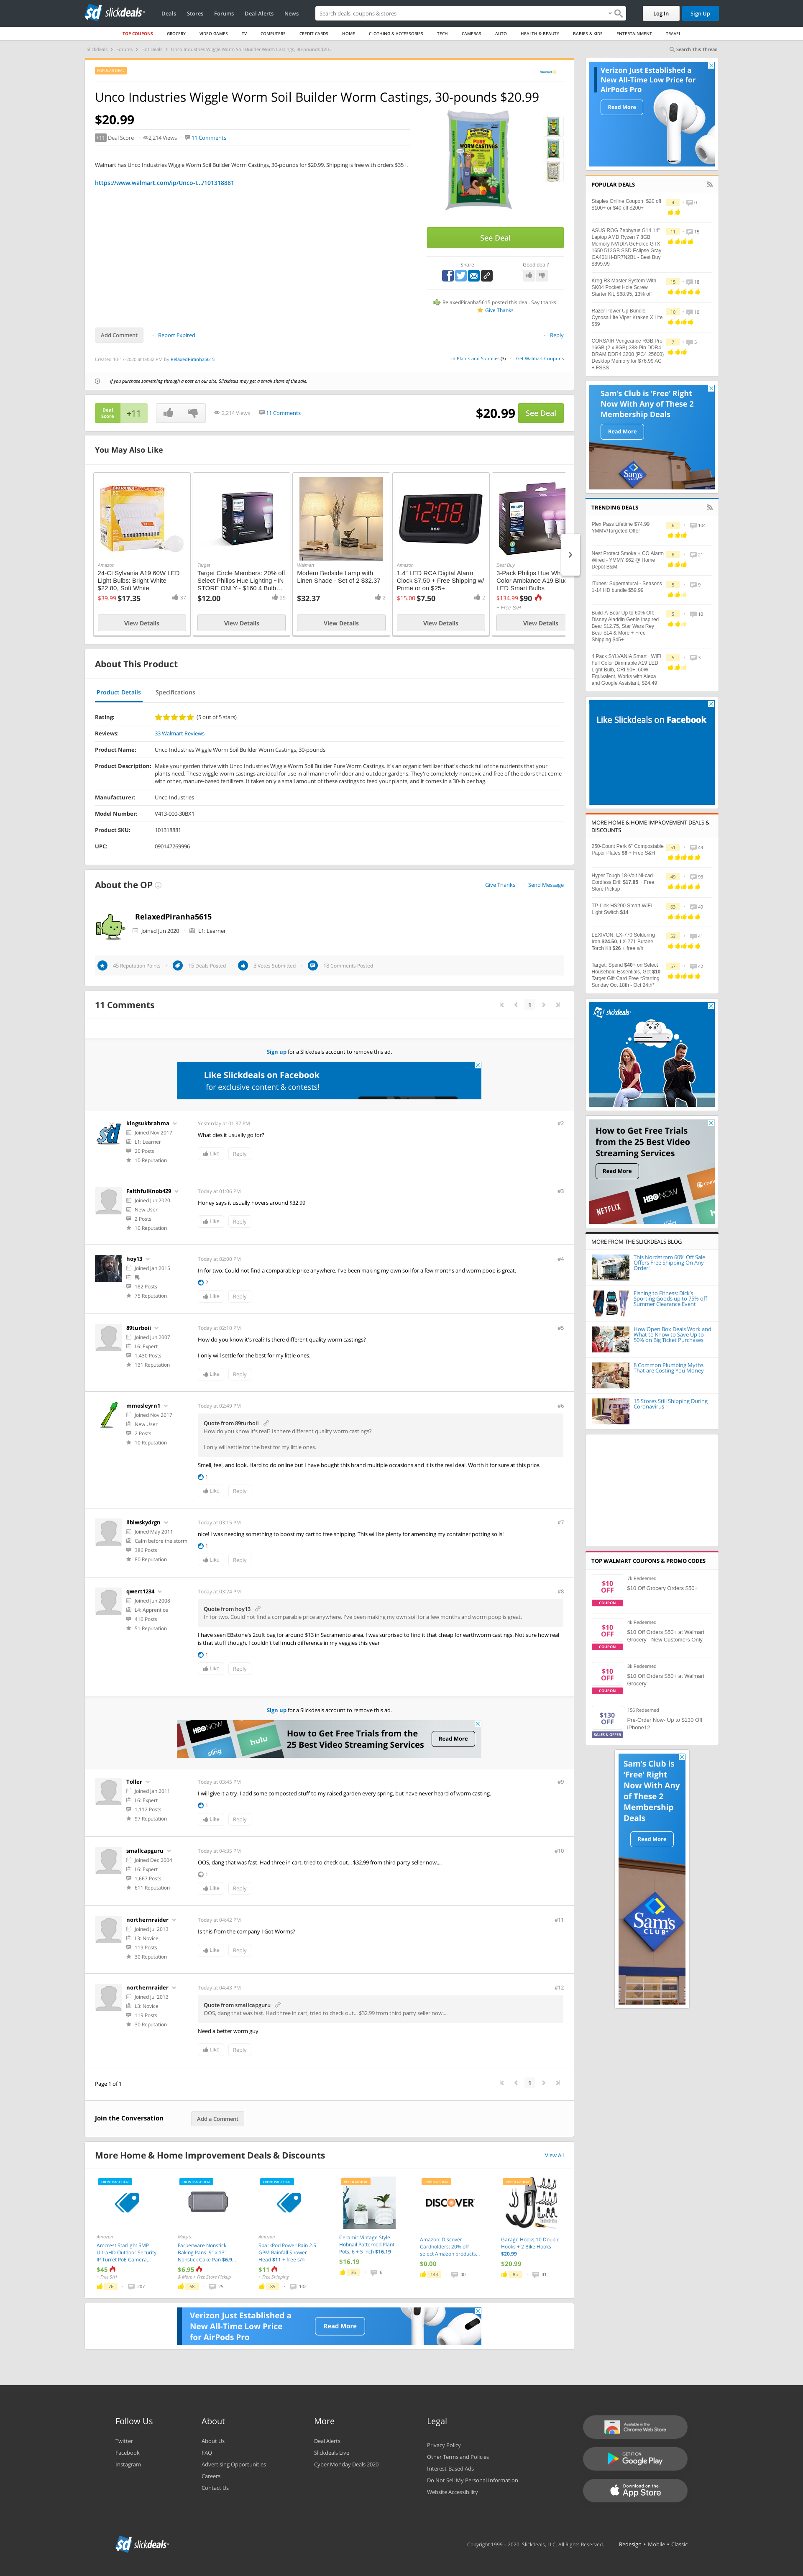 slickdeals
Deals Stores Forums Deal Alerts News
Search deals, coupons & stores
Log In Sign Up
TOP COUPONS GROCERY VIDEO GAMES TV COMPUTERS CREDIT CARDS HOME CLOTHING & ACCESSORIES TECH CAMERAS AUTO HEALTH & BEAUTY BABIES & KIDS ENTERTAINMENT TRAVEL
Slickdeals Forums Hot Deals Unco Industries Wiggle Worm Soil Builder Worm Castings, 30-pounds $20...
Search This Thread
POPULAR DEAL
Walmart
Unco Industries Wiggle Worm Soil Builder Worm Castings, 30-pounds $20.99
$20.99
+11 Deal Score 2,214 Views 11 Comments
Walmart has Unco Industries Wiggle Worm Soil Builder Worm Castings, 30-pounds for $20.99. Shipping is free with orders $35+.
https://www.walmart.com/ip/Unco-I.../101318881
PURE WORM CASTINGS
See Deal
Share
Good deal?
RelaxedPiranha5615 posted this deal. Say thanks!
Give Thanks
Add Comment Report Expired Reply
Created 10-17-2020 at 03:32 PM by RelaxedPiranha5615
in Plants and Supplies (3) Get Walmart Coupons
If you purchase something through a post on our site, Slickdeals may get a small share of the sale.
Deal Score +11 2,214 Views 11 Comments $20.99 See Deal
You May Also Like
Amazon
24-Ct Sylvania A19 60W LED Light Bulbs: Bright White $22.80, Soft White
$39.99 $17.35 37
View Details
Target
Target Circle Members: 20% off Select Philips Hue Lighting ~IN STORE ONLY~ $160 4 Bulb...
$12.00 23
View Details
Walmart
Modern Bedside Lamp with Linen Shade - Set of 2 $32.37
$32.37 2
View Details
Amazon
1.4" LED RCA Digital Alarm Clock $7.50 + Free Shipping w/ Prime or on $25+
$15.00 $7.50 2
View Details
Best Buy
3-Pack Philips Hue Wh
Color Ambiance A19 Blu
LED Smart Bulbs
$134.99 $90
+ Free S/H
View Details
About This Product
Product Details Specifications
Rating: (5 out of 5 stars)
Reviews: 33 Walmart Reviews
Product Name: Unco Industries Wiggle Worm Soil Builder Worm Castings, 30-pounds
Product Description: Make your garden thrive with Unco Industries Wiggle Worm Soil Builder Pure Worm Castings. It's an organic fertilizer that's chock full of the nutrients that your
plants need. These wiggle worm castings are ideal for use in all manner of indoor and outdoor gardens. They're completely nontoxic and free of the odors that come
with other, manure-based fertilizers. It takes only a small amount of these castings to feed your plants, and it comes in a 30-lb per bag.
Manufacturer: Unco Industries
Model Number: V413-000-30BX1
Product SKU: 101318881
UPC: 090147269996
About the OP
Give Thanks Send Message
RelaxedPiranha5615
Joined Jun 2020 L1: Learner
45 Reputation Points 15 Deals Posted 3 Votes Submitted 18 Comments Posted
11 Comments
1
Sign up for a Slickdeals account to remove this ad.
Like Slickdeals on Facebook
for exclusive content & contests!
kingsukbrahma
Joined Nov 2017
L1: Learner
20 Posts
10 Reputation
Yesterday at 01:37 PM #2
What dies it usually go for?
Like Reply
FaithfulKnob429
Joined Jun 2020
New User
2 Posts
10 Reputation
Today at 01:06 PM #3
Honey says it usually hovers around $32.99
Like Reply
hoy13
Joined Jan 2015
182 Posts
75 Reputation
Today at 02:00 PM #4
In for two. Could not find a comparable price anywhere. I've been making my own soil for a few months and worm poop is great.
2
Like Reply
89turboii
Joined Jun 2007
L6: Expert
1,430 Posts
131 Reputation
Today at 02:10 PM #5
How do you know it's real? Is there different quality worm castings?
I only will settle for the best for my little ones.
Like Reply
mmosleyrn1
Joined Nov 2017
New User
2 Posts
10 Reputation
Today at 02:49 PM #6
Quote from 89turboii
How do you know it's real? Is there different quality worm castings?
I only will settle for the best for my little ones.
Smell, feel, and look. Hard to do online but I have bought this brand multiple occasions and it is the real deal. Worth it for sure at this price.
1
Like Reply
llblwskydrgn
Joined May 2011
Calm before the storm
386 Posts
80 Reputation
Today at 03:15 PM #7
nice! I was needing something to boost my cart to free shipping. This will be plenty for amending my container potting soils!
1
Like Reply
qwert1234
Joined Jun 2008
L4: Apprentice
410 Posts
51 Reputation
Today at 03:24 PM #8
Quote from hoy13
In for two. Could not find a comparable price anywhere. I've been making my own soil for a few months and worm poop is great.
I have seen EBstone's 2cuft bag for around $13 in Sacramento area. I was surprised to find it that cheap for earthworm castings. Not sure how real
is that stuff though. I couldn't tell much difference in my veggies this year
1
Like Reply
Sign up for a Slickdeals account to remove this ad.
HBO NOW sling hulu
How to Get Free Trials from the
25 Best Video Streaming Services
Read More
Toller
Joined Jan 2011
L6: Expert
1,112 Posts
97 Reputation
Today at 03:45 PM #9
I will give it a try. I add some composted stuff to my raised garden every spring, but have never heard of worm casting.
1
Like Reply
smallcapguru
Joined Dec 2004
L6: Expert
1,667 Posts
611 Reputation
Today at 04:35 PM #10
OOS, dang that was fast. Had three in cart, tried to check out... $32.99 from third party seller now....
1
Like Reply
northernraider
Joined Jul 2013
L3: Novice
119 Posts
30 Reputation
Today at 04:42 PM #11
Is this from the company I Got Worms?
Like Reply
northernraider
Joined Jul 2013
L3: Novice
119 Posts
30 Reputation
Today at 04:43 PM #12
Quote from smallcapguru
OOS, dang that was fast. Had three in cart, tried to check out... $32.99 from third party seller now....
Need a better worm guy
Like Reply
Page 1 of 1
1
Join the Conversation Add a Comment
More Home & Home Improvement Deals & Discounts
View All
FRONTPAGE DEAL
Amazon
Amcrest Starlight 5MP UltraHD Outdoor Security IP Turret PoE Camera...
$45
+ Free S/H
76 207
FRONTPAGE DEAL
Macy's
Farberware Nonstick Baking Pans: 9" x 13" Nonstick Cake Pan $6.9...
$6.95
& More + Free Store Pickup
68 25
FRONTPAGE DEAL
Amazon
SparkPod Power Rain 2.5 GPM Rainfall Shower Head $11 + free s/h
$11
+ Free Shipping
85 102
POPULAR DEAL
Ceramic Vintage Style Hobnail Patterned Plant Pots, 6 + 5 inch $16.19
$16.19
36 6
POPULAR DEAL
DISCOVER
Amazon: Discover Cardholders: 20% off select Amazon products...
$0.00
143 40
POPULAR DEAL
Garage Hooks,10 Double Hooks + 2 Bike Hooks $20.99
$20.99
85 41
Verizon Just Established a
New All-Time Low Price
for AirPods Pro
Read More
Verizon Just Established a
New All-Time Low Price for
AirPods Pro
Read More
POPULAR DEALS
Staples Online Coupon: $20 off $100+ or $40 off $200+
4 0
ASUS ROG Zephyrus G14 14" Laptop AMD Ryzen 7 8GB Memory NVIDIA GeForce GTX 1650 512GB SSD Eclipse Gray GA401IH-BR7N2BL - Best Buy $899.99
11 15
Kreg R3 Master System With SK04 Pocket Hole Screw Starter Kit, $68.95, 13% off
15 18
Razer Power Up Bundle – Cynosa Lite Viper Kraken X Lite $69
10 10
CORSAIR Vengeance RGB Pro 16GB (2 x 8GB) 288-Pin DDR4 DRAM DDR4 3200 (PC4 25600) Desktop Memory for $76.99 AC + FSSS
7 5
Sam's Club is 'Free' Right
Now With Any of These 2
Membership Deals
Read More
Sam's CLUB
TRENDING DEALS
Plex Pass Lifetime $74.99 YMMV/Targeted Offer
6 104
Nest Protect Smoke + CO Alarm Wired - YMMY $62 @ Home Depot B&M
6 21
iTunes: Supernatural - Seasons 1-14 HD bundle $59.99
5 9
Build-A-Bear Up to 60% Off: Disney Aladdin Genie Inspired Bear $12.75, Star Wars Rey Bear $14 & More + Free Shipping $45+
5 10
4 Pack SYLVANIA Smart+ WiFi Full Color Dimmable A19 LED Light Bulb, CRI 90+, 60W Equivalent, Works with Alexa and Google Assistant, $24.49
5 3
Like Slickdeals on Facebook
MORE HOME & HOME IMPROVEMENT DEALS & DISCOUNTS
250-Count Perk 6" Compostable Paper Plates $8 + Free S&H
51 49
Hyper Tough 18-Volt Ni-cad Cordless Drill $17.85 + Free Store Pickup
49 93
TP-Link HS200 Smart WiFi Light Switch $14
63 49
LEXIVON: LX-770 Soldering Iron $24.50, LX-771 Butane Torch Kit $26 + free s/h
53 41
Target: Spend $40+ on Select Household Essentials, Get $10 Target Gift Card Free *Starting Sunday Oct 18th - Oct 24th*
57 42
slickdeals
How to Get Free Trials
from the 25 Best Video
Streaming Services
Read More
NETFLIX HBO NOW
MORE FROM THE SLICKDEALS BLOG
This Nordstrom 60% Off Sale Offers Free Shipping On Any Order!
Fishing to Fitness: Dick's Sporting Goods up to 75% off Summer Clearance Event
How Open Box Deals Work and What to Know to Save Up to 50% on Big Ticket Purchases
8 Common Plumbing Myths That are Costing You Money
15 Stores Still Shipping During Coronavirus
TOP WALMART COUPONS & PROMO CODES
$10 OFF COUPON
7k Redeemed
$10 Off Grocery Orders $50+
$10 OFF COUPON
4k Redeemed
$10 Off Orders $50+ at Walmart Grocery - New Customers Only
$10 OFF COUPON
3k Redeemed
$10 Off Orders $50+ at Walmart Grocery
$130 OFF SALES & OFFER
156 Redeemed
Pre-Order Now- Up to $130 Off iPhone12
Sam's Club is
'Free' Right
Now With Any
of These 2
Membership
Deals
Read More
Sam's CLUB
Follow Us
Twitter
Facebook
Instagram
About
About Us
FAQ
Advertising Opportunities
Careers
Contact Us
More
Deal Alerts
Slickdeals Live
Cyber Monday Deals 2020
Legal
Privacy Policy
Other Terms and Policies
Interest-Based Ads
Do Not Sell My Personal Information
Website Accessibility
Available in the Chrome Web Store
GET IT ON Google Play
Download on the App Store
slickdeals
Copyright 1999 - 2020. Slickdeals, LLC. All Rights Reserved. Redesign • Mobile • Classic